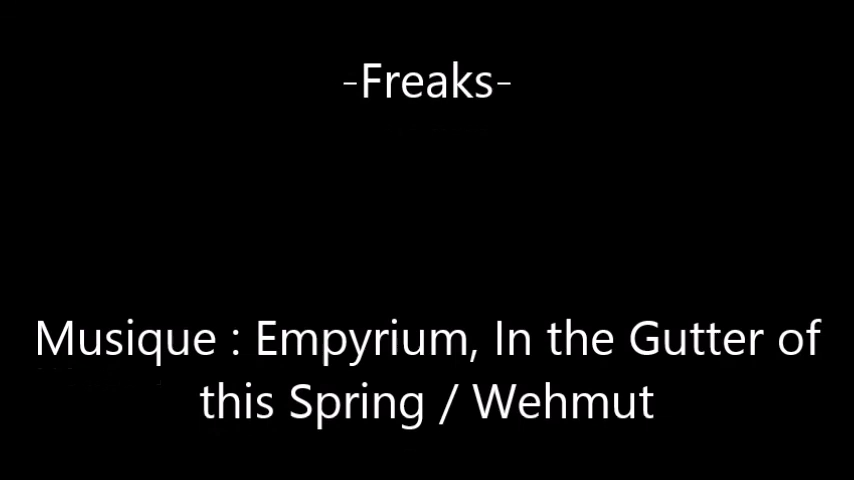 -Freaks-
Musique : Empyrium, In the Gutter of
this Spring / Wehmut